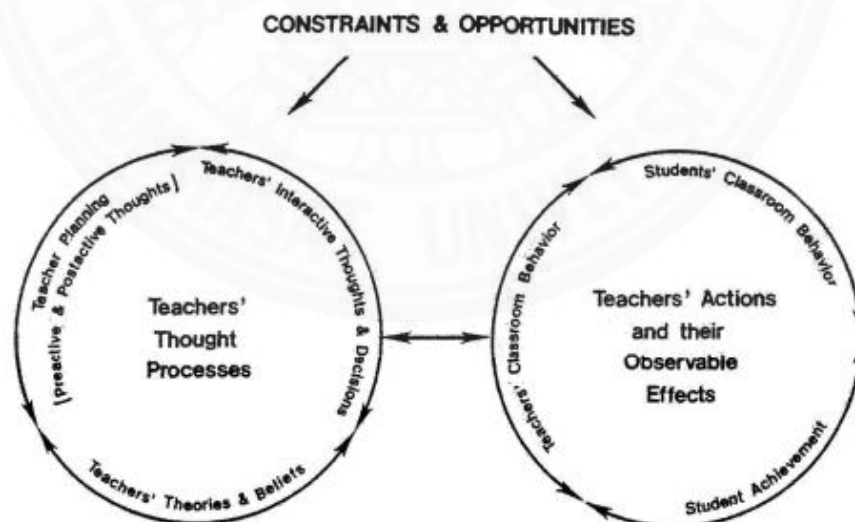 CONSTRAINTS & OPPORTUNITIES
Teacher Planning
[Preactive & Postactive Thoughts]
Teachers' Interactive Thoughts & Decisions
Teachers' Theories & Beliefs
Teachers'
Thought
Processes
Teachers' Classroom Behavior
Students' Classroom Behavior
Student Achievement
Teachers' Actions
and their
Observable
Effects
UNIVERSITY